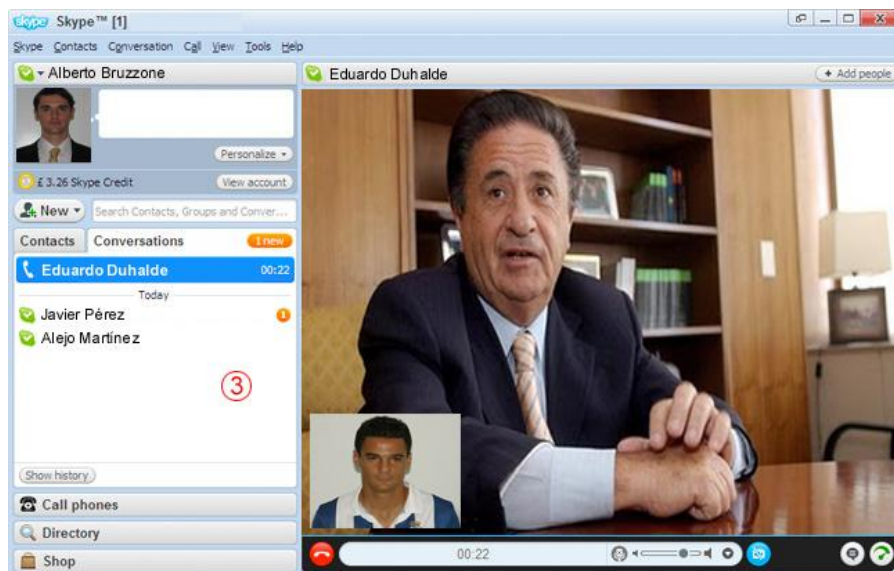 skype Skype™ [1]
Skype Contacts Conversation Call View Tools Help
Alberto Bruzzone
Personalize
£ 3.26 Skype Credit View account
New Search Contacts, Groups and Conver...
Contacts Conversations 1 new
Eduardo Duhalde 00:22
Today
Javier Pérez 1
Alejo Martínez
3
Show history
Call phones
Directory
Shop
Eduardo Duhalde + Add people
00:22